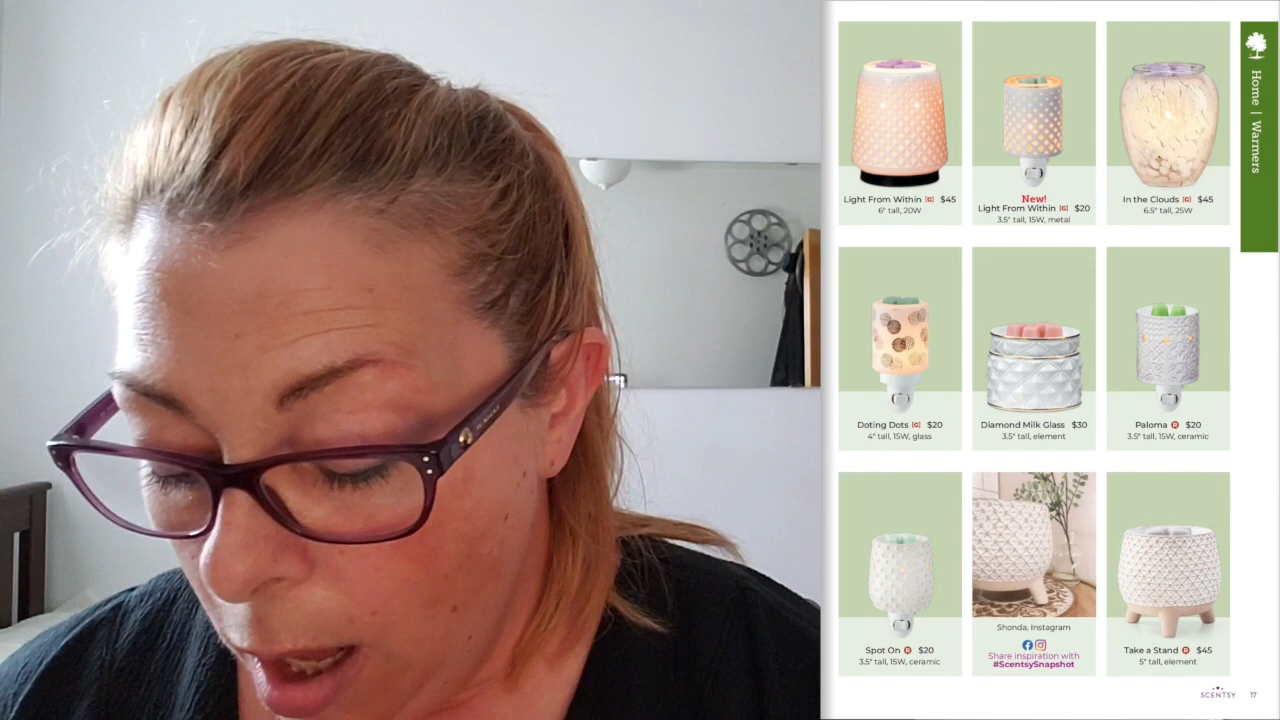 Home | Warmers
Light From Within [G] $45
6" tall, 20W
New!
Light From Within [G] $20
3.5" tall, 15W, metal
In the Clouds [G] $45
6.5" tall, 25W
Doting Dots [G] $20
4" tall, 15W, glass
Diamond Milk Glass $30
3.5" tall, element
Paloma R $20
3.5" tall, 15W, ceramic
Spot On R $20
3.5" tall, 15W, ceramic
Shonda, Instagram
Share inspiration with
#ScentsySnapshot
Take a Stand R $45
5" tall, element
SCENTSY 17